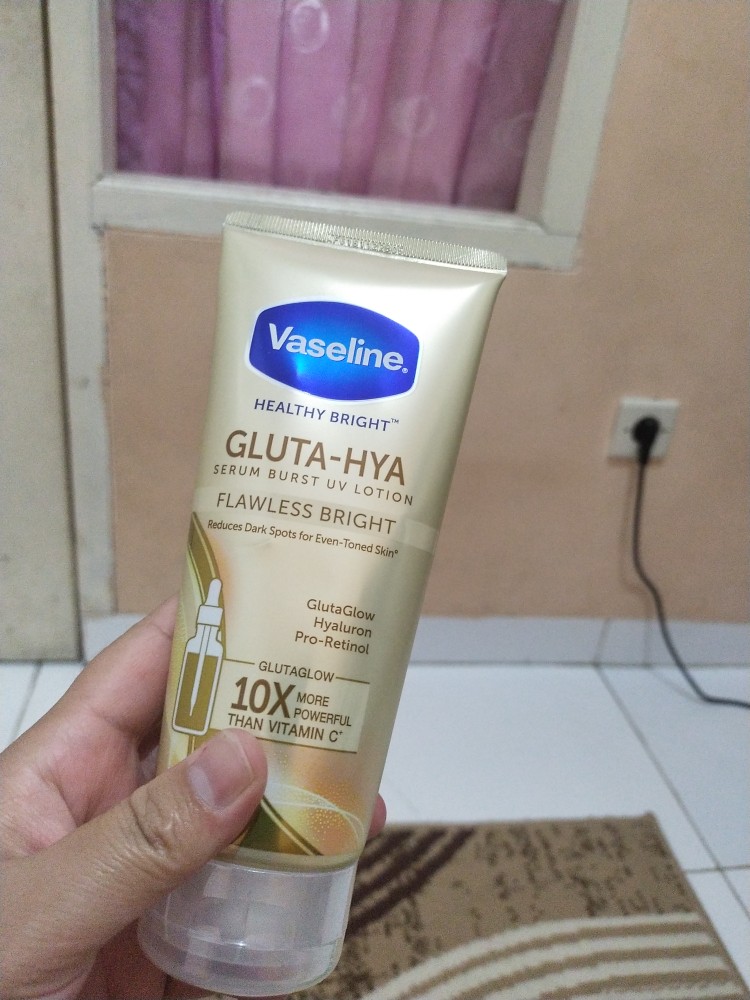 Vaseline®
HEALTHY BRIGHT™
GLUTA-HYA
SERUM BURST UV LOTION
FLAWLESS BRIGHT
Reduces Dark Spots for Even-Toned Skin°
GlutaGlow
Hyaluron
Pro-Retinol
GLUTAGLOW
10X MORE
POWERFUL
THAN VITAMIN C⁺